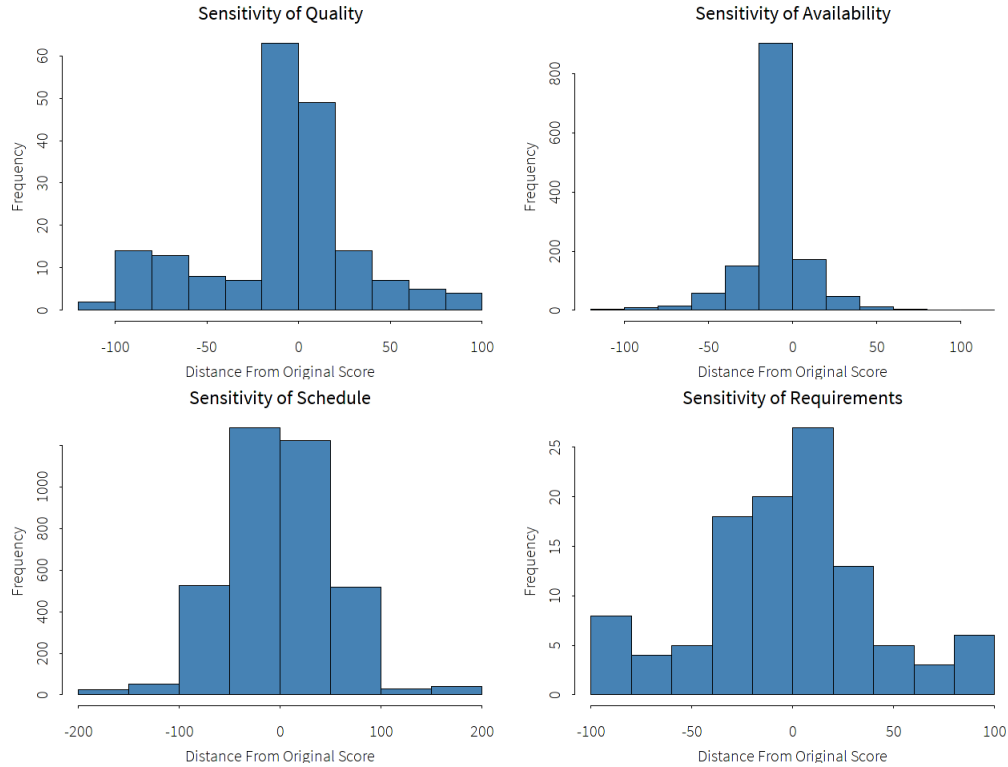 Sensitivity of Quality
Frequency
0 10 20 30 40 50 60
-100 -50 0 50 100
Distance From Original Score
Sensitivity of Availability
Frequency
0 200 400 600 800
-100 -50 0 50 100
Distance From Original Score
Sensitivity of Schedule
Frequency
0 200 400 600 800 1000
-200 -100 0 100 200
Distance From Original Score
Sensitivity of Requirements
Frequency
0 5 10 15 20 25
-100 -50 0 50 100
Distance From Original Score